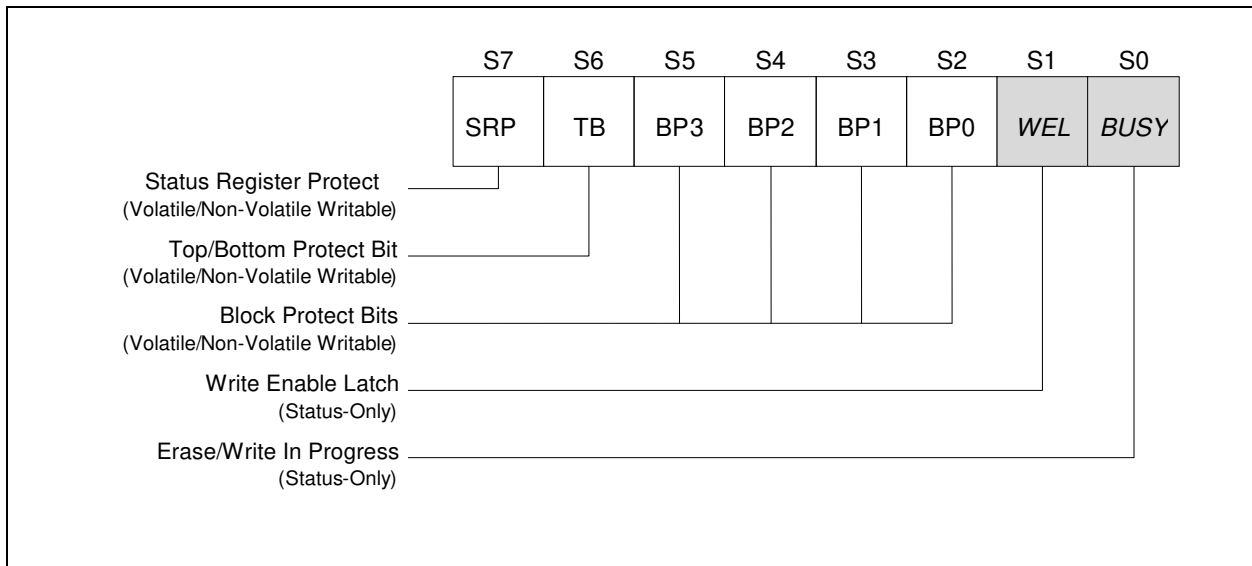 S7 S6 S5 S4 S3 S2 S1 S0
SRP TB BP3 BP2 BP1 BP0 WEL BUSY
Status Register Protect
(Volatile/Non-Volatile Writable)
Top/Bottom Protect Bit
(Volatile/Non-Volatile Writable)
Block Protect Bits
(Volatile/Non-Volatile Writable)
Write Enable Latch
(Status-Only)
Erase/Write In Progress
(Status-Only)